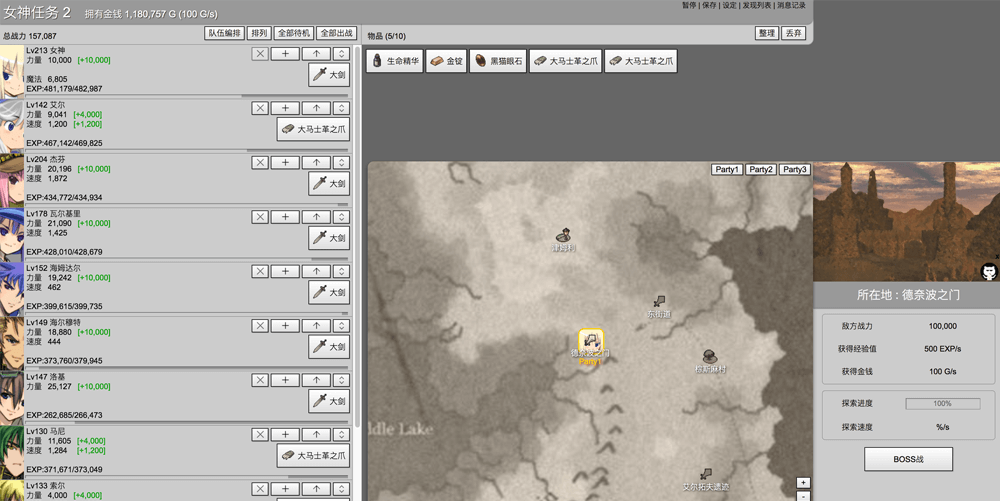 女神任务 2 拥有金钱 1,180,757 G (100 G/s)
暂停 | 保存 | 设定 | 发现列表 | 消息记录
总战力 157,087
队伍编排 排列 全部待机 全部出战
物品 (5/10)
整理 丢弃
生命精华 金锭 黑猫眼石 大马士革之爪 大马士革之爪
Lv213 女神
力量 10,000 [+10,000]
魔法 6,805
EXP:481,179/482,987
大剑
Lv142 艾尔
力量 9,041 [+4,000]
速度 1,200 [+1,200]
EXP:467,142/469,825
大马士革之爪
Lv204 杰芬
力量 20,196 [+10,000]
速度 1,872
EXP:434,772/434,934
大剑
Lv178 瓦尔基里
力量 21,090 [+10,000]
速度 1,425
EXP:428,010/428,679
大剑
Lv152 海姆达尔
力量 19,242 [+10,000]
速度 462
EXP:399,615/399,735
大剑
Lv149 海尔穆特
力量 18,880 [+10,000]
速度 444
EXP:373,760/379,945
大剑
Lv147 洛基
力量 25,127 [+10,000]
EXP:262,685/266,473
大剑
Lv130 马尼
力量 11,605 [+4,000]
速度 1,284 [+1,200]
EXP:371,671/373,049
大马士革之爪
Lv133 索尔
力量 4,000 [+4,000]
Party1 Party2 Party3
东街道
德奈波之门
Party1
ddle Lake
艾尔拓夫遗迹
+
-
所在地 : 德奈波之门
敌方战力 100,000
获得经验值 500 EXP/s
获得金钱 100 G/s
探索进度 100%
探索速度 %/s
BOSS战